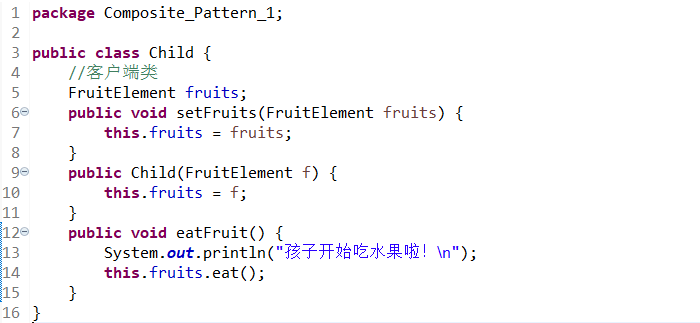 1 package Composite_Pattern_1;
2
3 public class Child {
4     //客户端类
5     FruitElement fruits;
6     public void setFruits(FruitElement fruits) {
7         this.fruits = fruits;
8     }
9     public Child(FruitElement f) {
10         this.fruits = f;
11     }
12     public void eatFruit() {
13         System.out.println("孩子开始吃水果啦！\n");
14         this.fruits.eat();
15     }
16 }